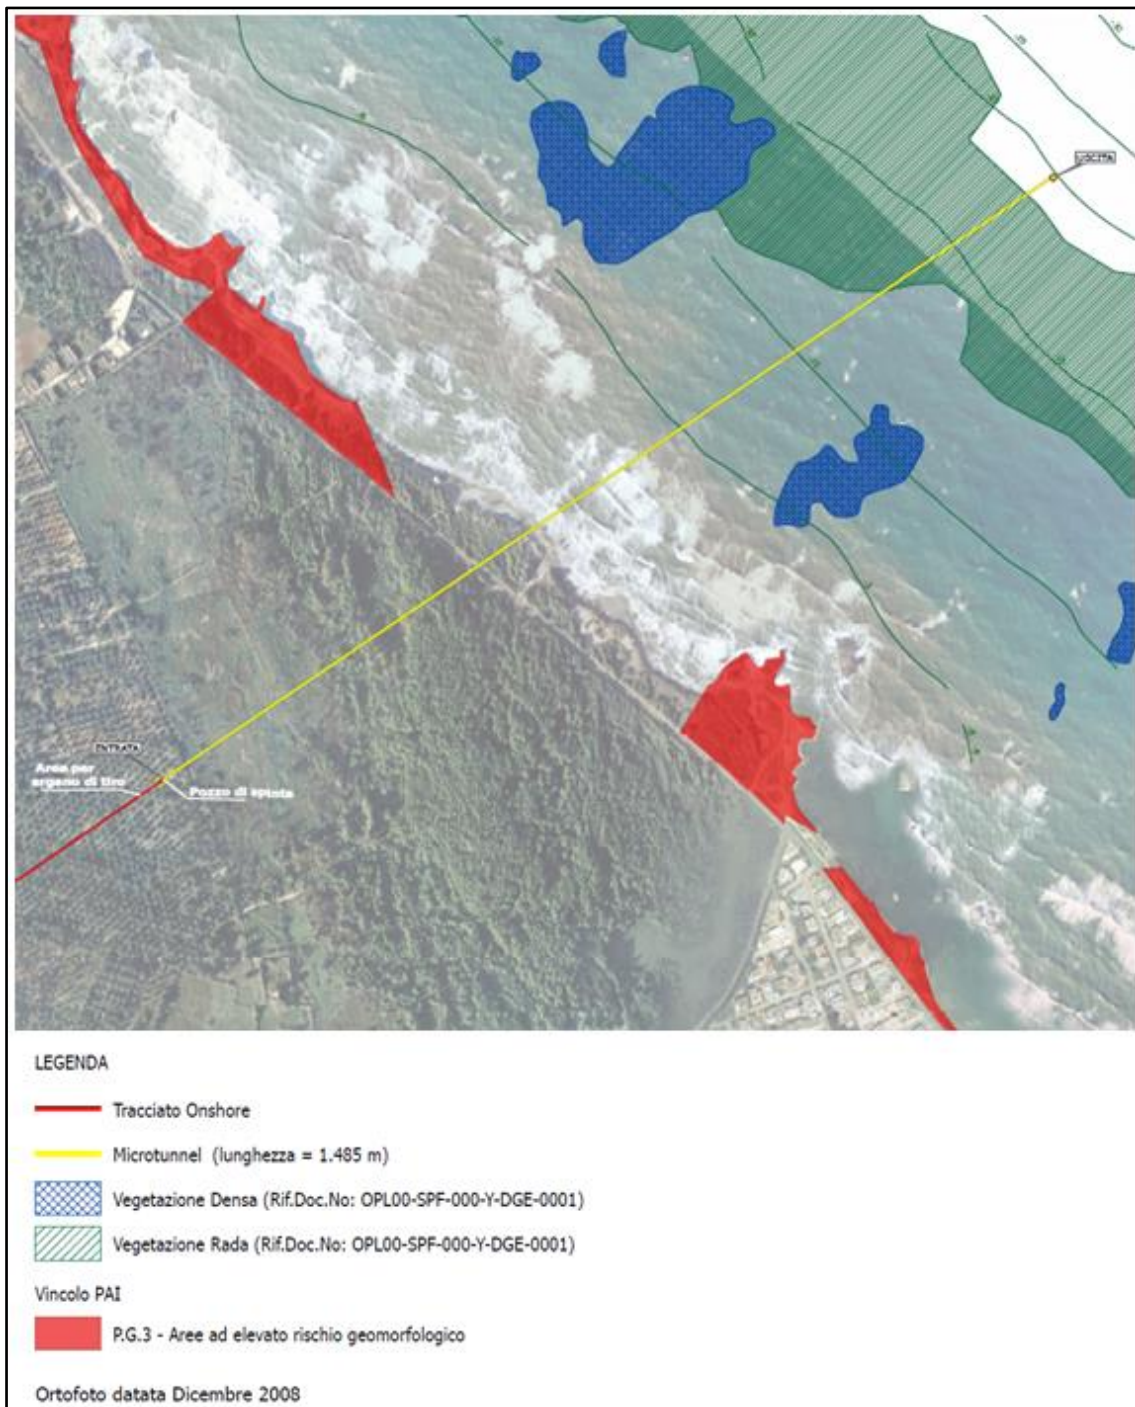 USCITA
ENTRATA
Area per
argano di tiro
Pozzo di spinta
LEGENDA
Tracciato Onshore
Microtunnel (lunghezza = 1.485 m)
Vegetazione Densa (Rif.Doc.No: OPL00-SPF-000-Y-DGE-0001)
Vegetazione Rada (Rif.Doc.No: OPL00-SPF-000-Y-DGE-0001)
Vincolo PAI
P.G.3 - Aree ad elevato rischio geomorfologico
Ortofoto datata Dicembre 2008